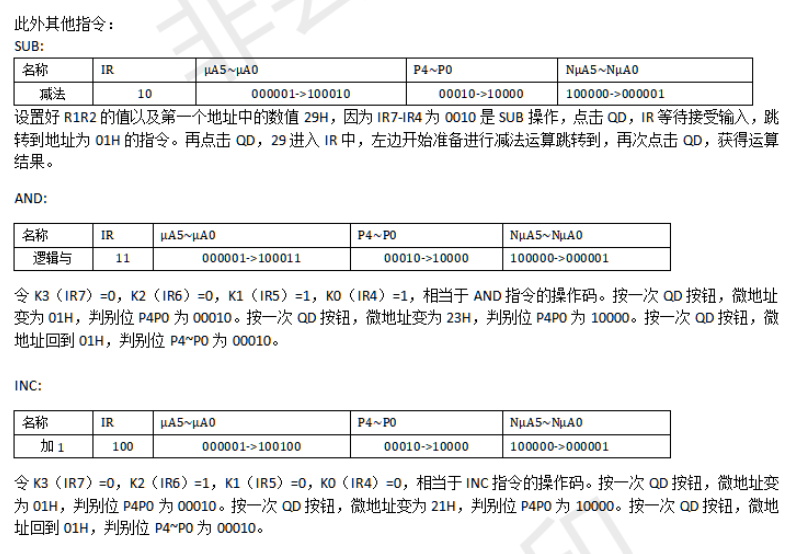 此外其他指令：
SUB:
名称 IR μA5~μA0 P4~P0 NμA5~NμA0
减法 10 000001->100010 00010->10000 100000->000001
设置好 R1R2 的值以及第一个地址中的数值 29H，因为 IR7-IR4 为 0010 是 SUB 操作，点击 QD，IR 等待接受输入，跳
转到地址为 01H 的指令。再点击 QD，29 进入 IR 中，左边开始准备进行减法运算跳转到，再次点击 QD，获得运算
结果。
AND:
名称 IR μA5~μA0 P4~P0 NμA5~NμA0
逻辑与 11 000001->100011 00010->10000 100000->000001
令 K3（IR7）=0，K2（IR6）=0，K1（IR5）=1，K0（IR4）=1，相当于 AND 指令的操作码。按一次 QD 按钮，微地址
变为 01H，判别位 P4P0 为 00010。按一次 QD 按钮，微地址变为 23H，判别位 P4P0 为 10000。按一次 QD 按钮，微
地址回到 01H，判别位 P4~P0 为 00010。
INC:
名称 IR μA5~μA0 P4~P0 NμA5~NμA0
加 1 100 000001->100100 00010->10000 100000->000001
令 K3（IR7）=0，K2（IR6）=1，K1（IR5）=0，K0（IR4）=0，相当于 INC 指令的操作码。按一次 QD 按钮，微地址变
为 01H，判别位 P4P0 为 00010。按一次 QD 按钮，微地址变为 21H，判别位 P4P0 为 10000。按一次 QD 按钮，微地
址回到 01H，判别位 P4~P0 为 00010。